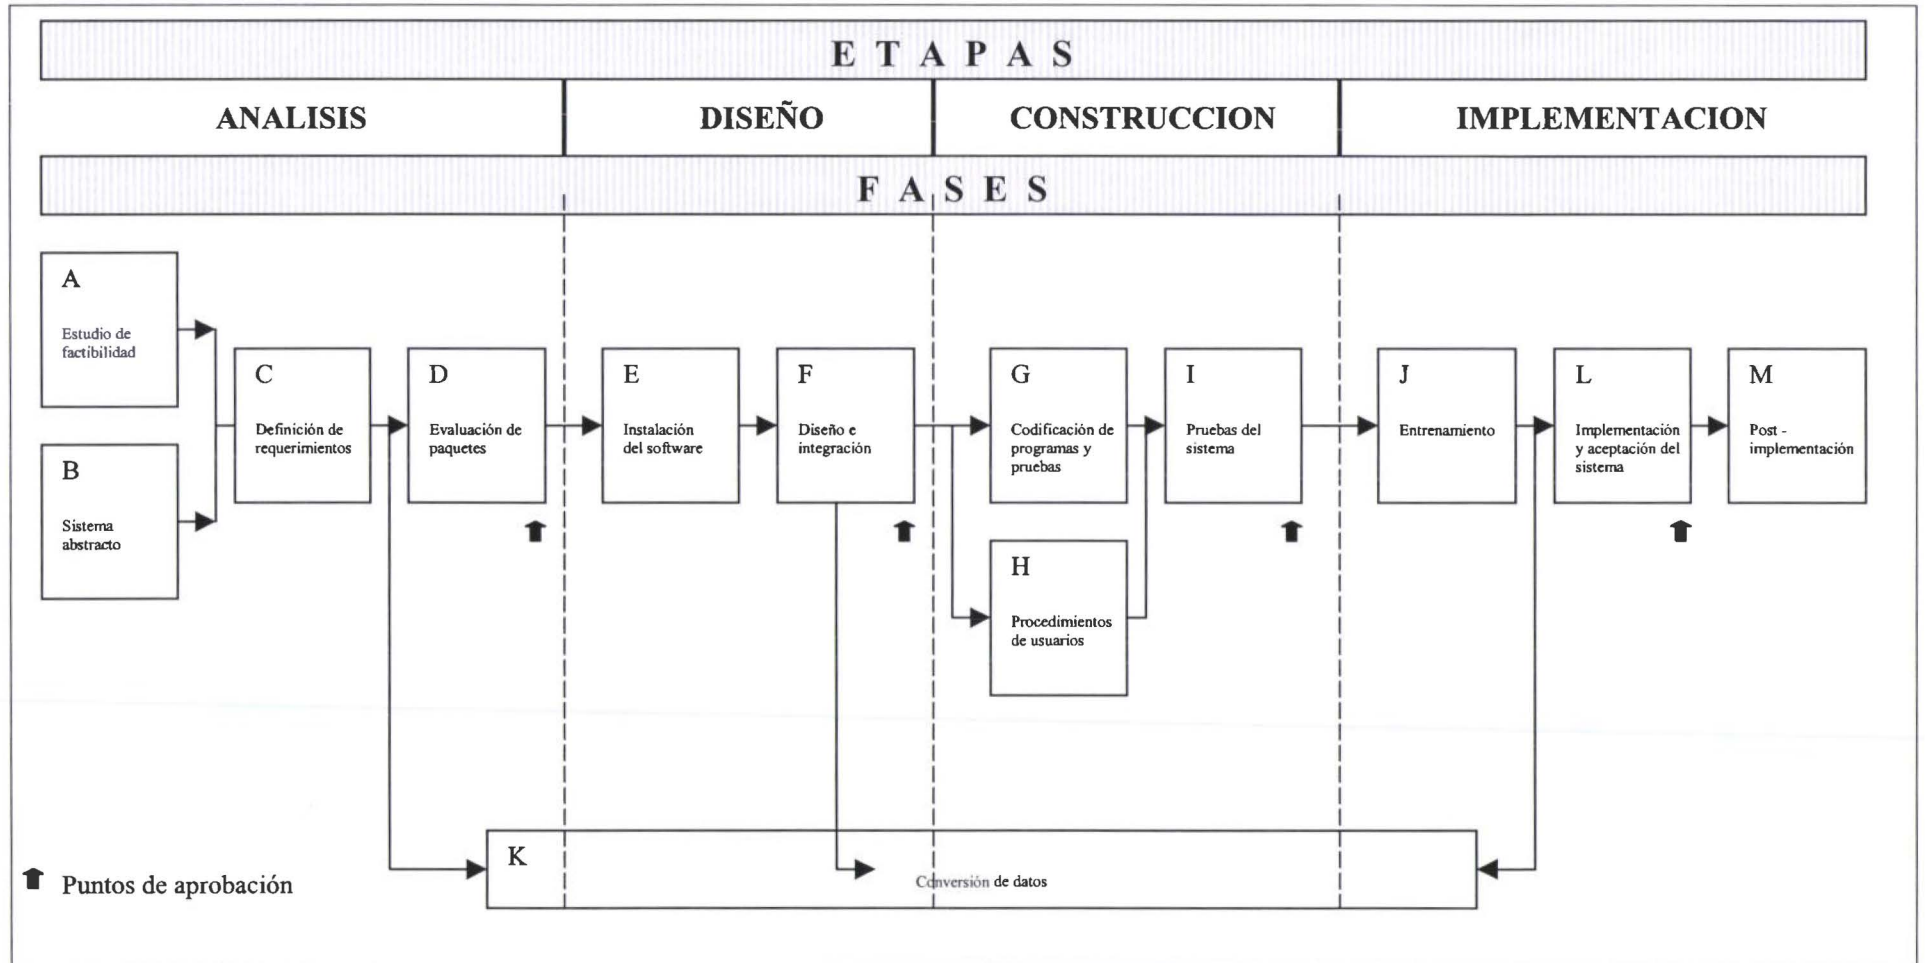 E T A P A S
ANALISIS
DISEÑO
CONSTRUCCION
IMPLEMENTACION
F A S E S
A
Estudio de
factibilidad
B
Sistema
abstracto
C
Definición de
requerimientos
D
Evaluación de
paquetes
E
Instalación
del software
F
Diseño e
integración
G
Codificación de
programas y
pruebas
H
Procedimientos
de usuarios
I
Pruebas del
sistema
J
Entrenamiento
L
Implementación
y aceptación del
sistema
M
Post -
implementación
K
Conversión de datos
Puntos de aprobación